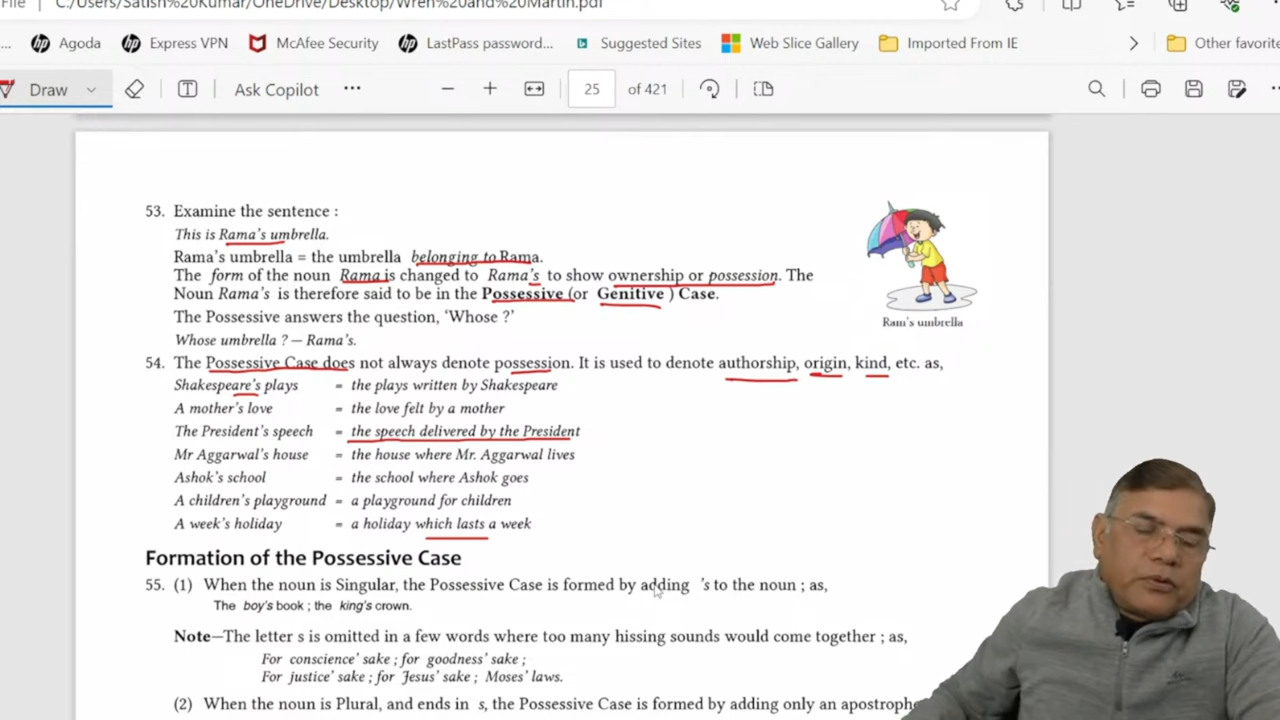 File C:/Users/Satish%20Kumar/OneDrive/Desktop/Wren%20and%20Martin.pdf
... Agoda Express VPN McAfee Security LastPass password... Suggested Sites Web Slice Gallery Imported From IE Other favorite
Draw Ask Copilot ... 25 of 421
53. Examine the sentence :
This is Rama's umbrella.
Rama's umbrella = the umbrella belonging to Rama.
The form of the noun Rama is changed to Rama's to show ownership or possession. The
Noun Rama's is therefore said to be in the Possessive (or Genitive ) Case.
The Possessive answers the question, ‘Whose ?’
Ram's umbrella
Whose umbrella ? — Rama's.
54. The Possessive Case does not always denote possession. It is used to denote authorship, origin, kind, etc. as,
Shakespeare's plays = the plays written by Shakespeare
A mother's love = the love felt by a mother
The President's speech = the speech delivered by the President
Mr Aggarwal's house = the house where Mr. Aggarwal lives
Ashok's school = the school where Ashok goes
A children's playground = a playground for children
A week's holiday = a holiday which lasts a week
Formation of the Possessive Case
55. (1) When the noun is Singular, the Possessive Case is formed by adding 's to the noun ; as,
The boy's book ; the king's crown.
Note—The letter s is omitted in a few words where too many hissing sounds would come together ; as,
For conscience' sake ; for goodness' sake ;
For justice' sake ; for Jesus' sake ; Moses' laws.
(2) When the noun is Plural, and ends in s, the Possessive Case is formed by adding only an apostrophe